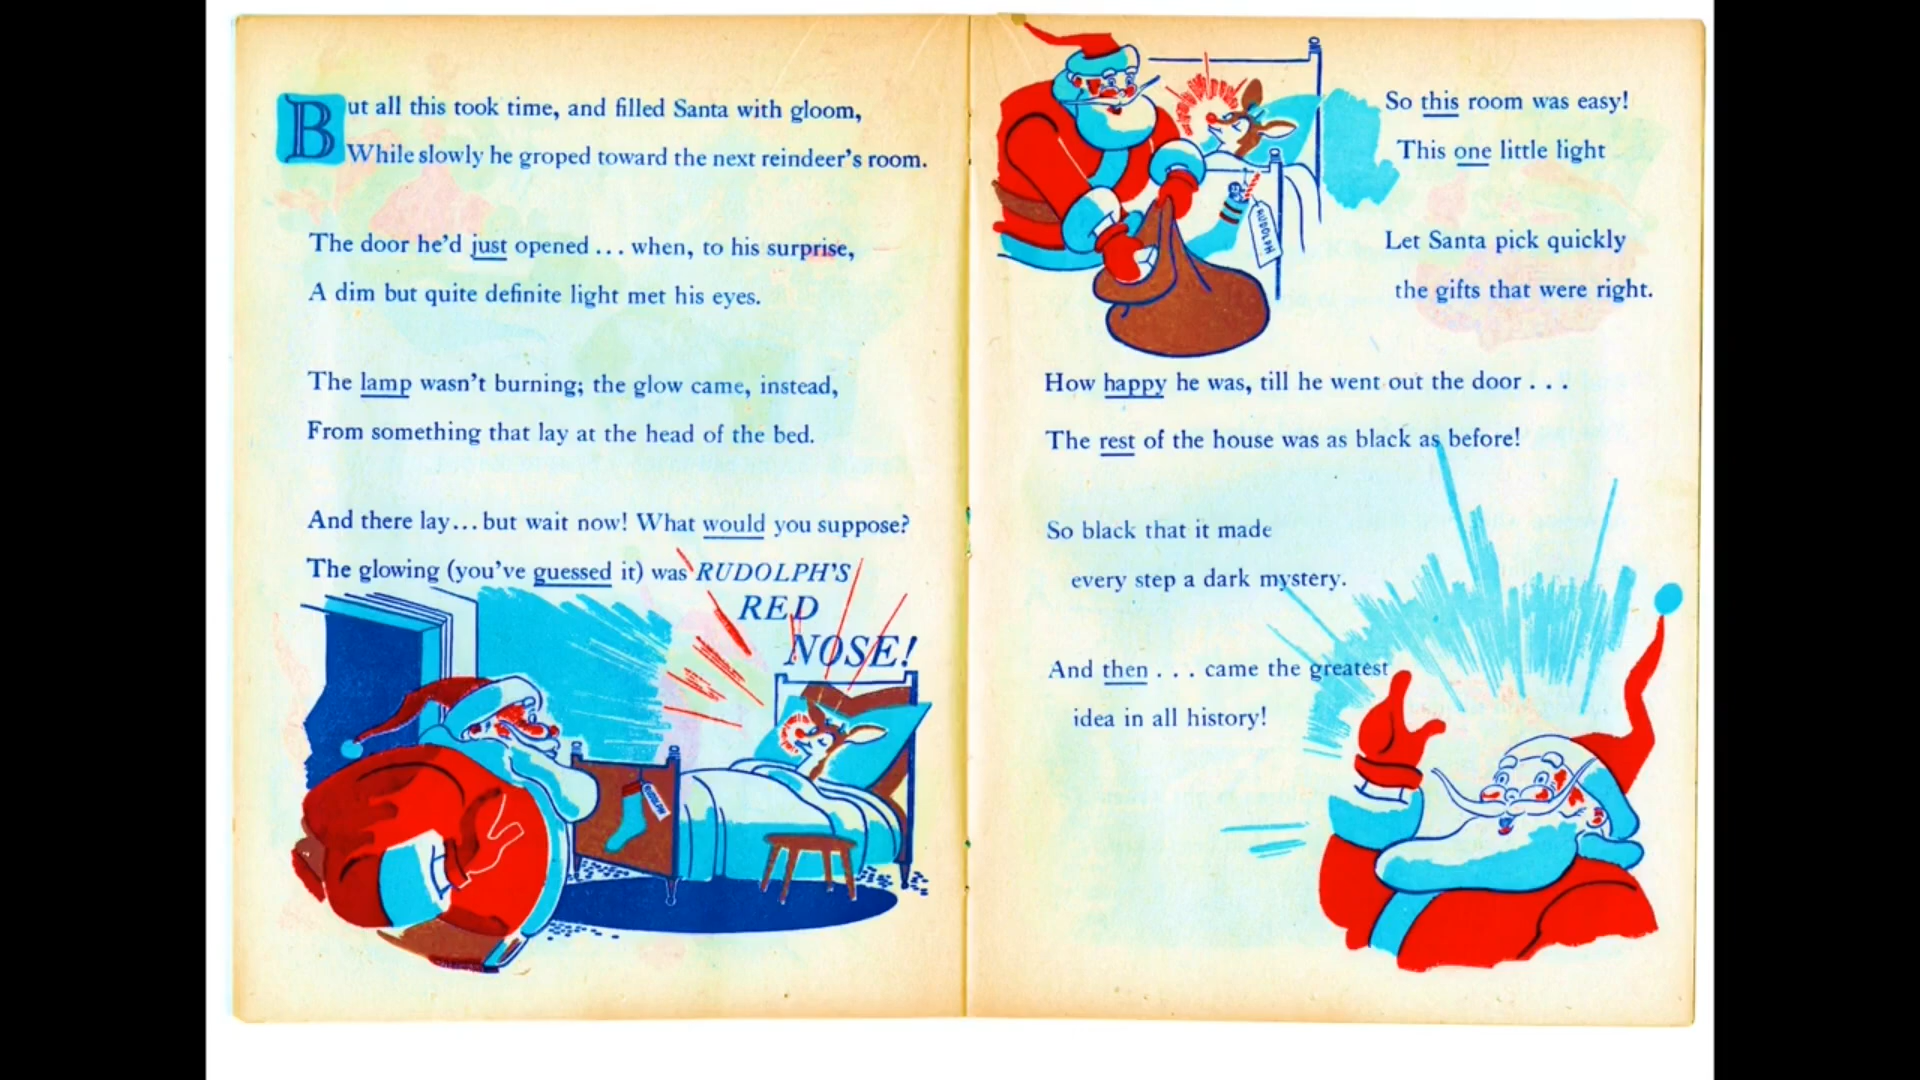 But all this took time, and filled Santa with gloom,
While slowly he groped toward the next reindeer's room.
The door he'd just opened ... when, to his surprise,
A dim but quite definite light met his eyes.
The lamp wasn't burning; the glow came, instead,
From something that lay at the head of the bed.
And there lay... but wait now! What would you suppose?
The glowing (you've guessed it) was RUDOLPH'S
RED
NOSE!
RUDOLPH
RUDOLPH
So this room was easy!
This one little light
Let Santa pick quickly
the gifts that were right.
How happy he was, till he went out the door . . .
The rest of the house was as black as before!
So black that it made
every step a dark mystery.
And then . . . came the greatest
idea in all history!